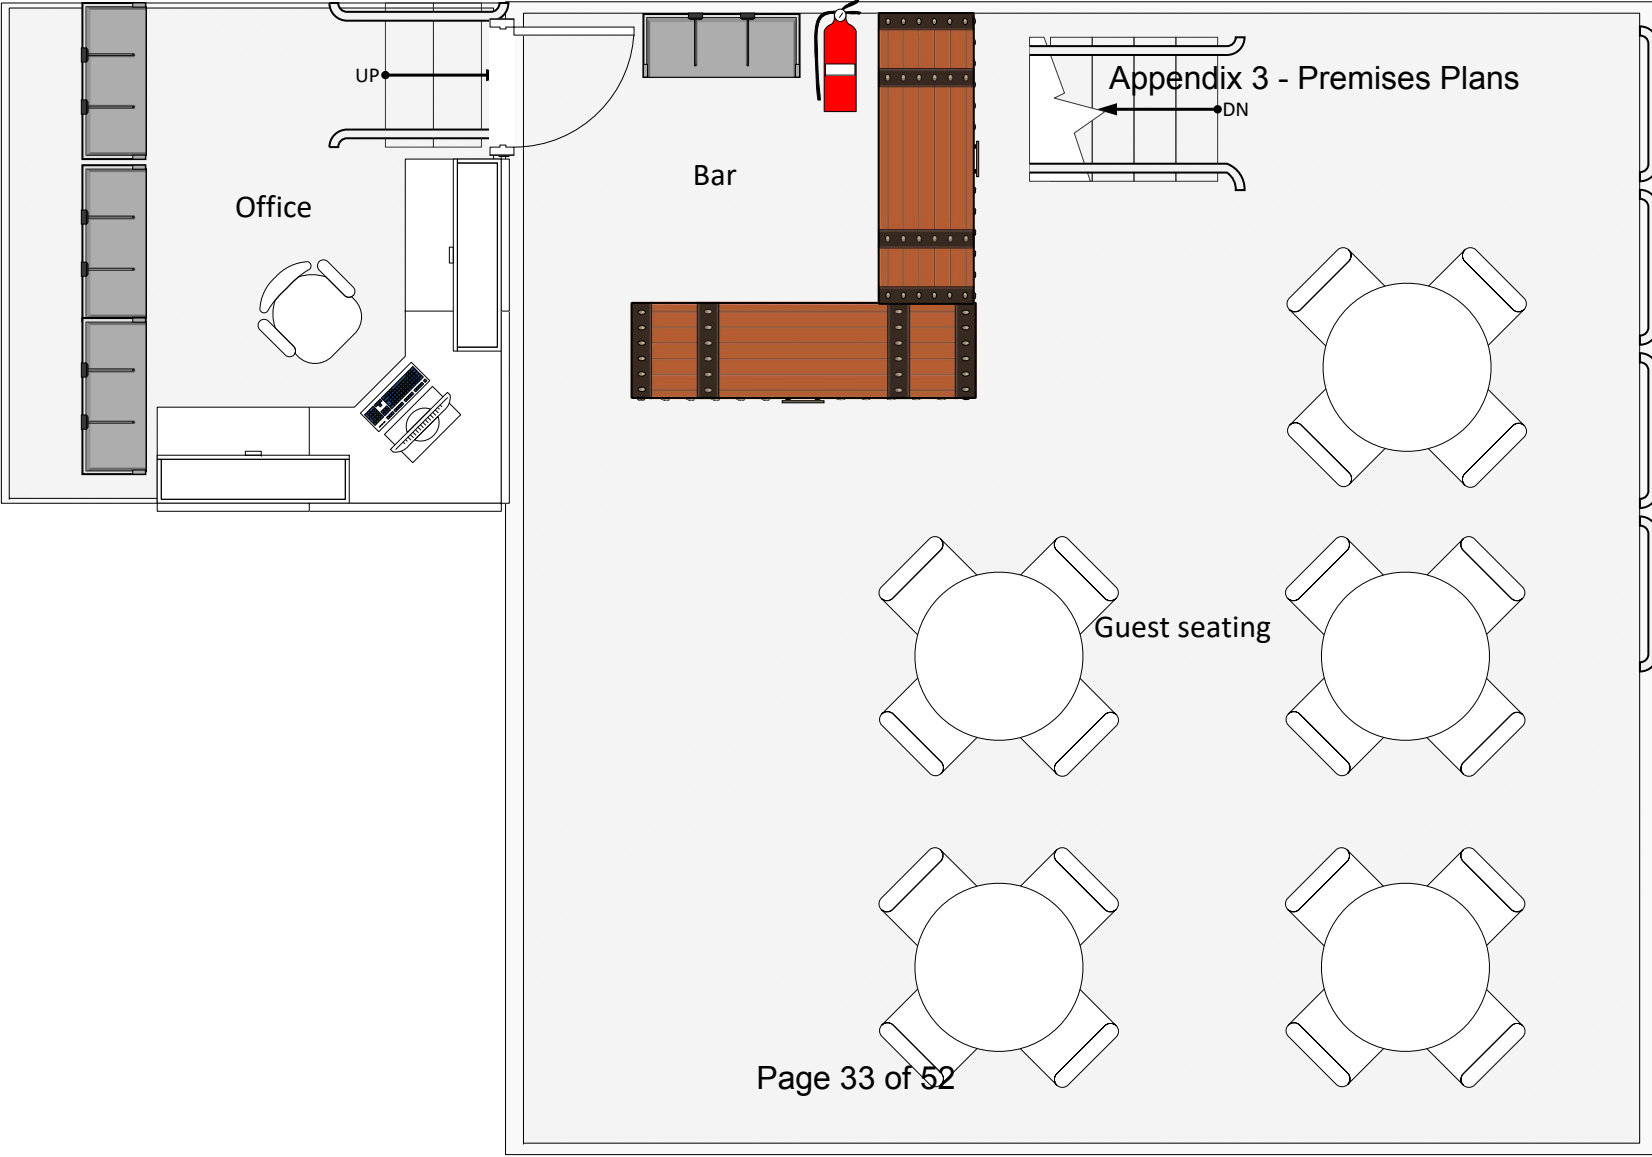 UP
Appendix 3 - Premises Plans
DN
Bar
Office
Guest seating
Page 33 of 52